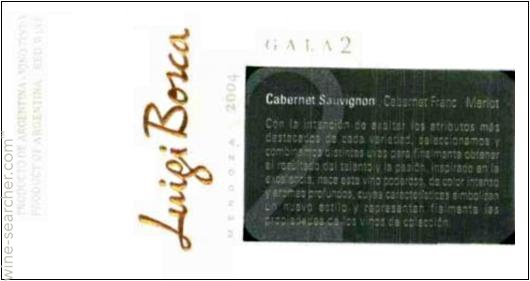 GALA 2
Luigi Bosca
MENDOZA 2004
Cabernet Sauvignon Cabernet Franc Merlot
Con la intención de exaltar los atributos más
destacados de cada variedad, seleccionamos y
combinamos distintas uvas para finalmente obtener
el resultado del talento y la pasión. Inspirado en la
excelencia, nace este vino poderoso, de color intenso
profundos, cuyas características simbolizan
un nuevo estilo y representan fielmente las
propiedades de los vinos de colección.
PRODUCTO DE ARGENTINA - VINO TINTO
PRODUCT OF ARGENTINA - RED WINE
wine-searcher.com
2